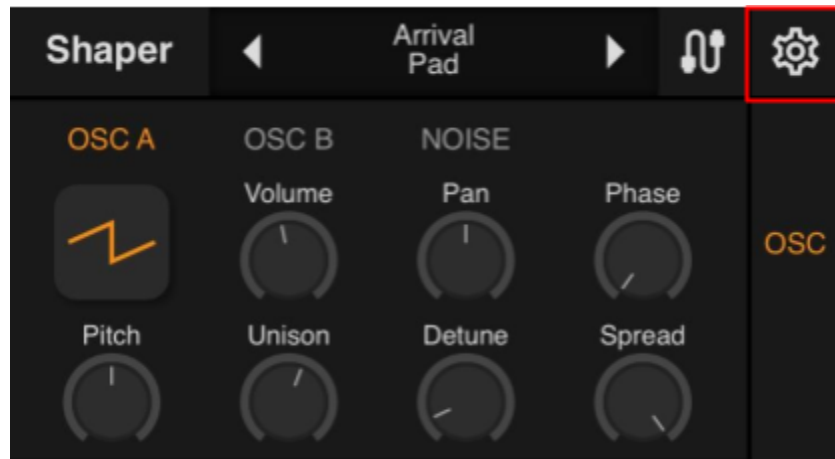 Shaper
Arrival
Pad
OSC A
OSC B
NOISE
Volume
Pan
Phase
OSC
Pitch
Unison
Detune
Spread